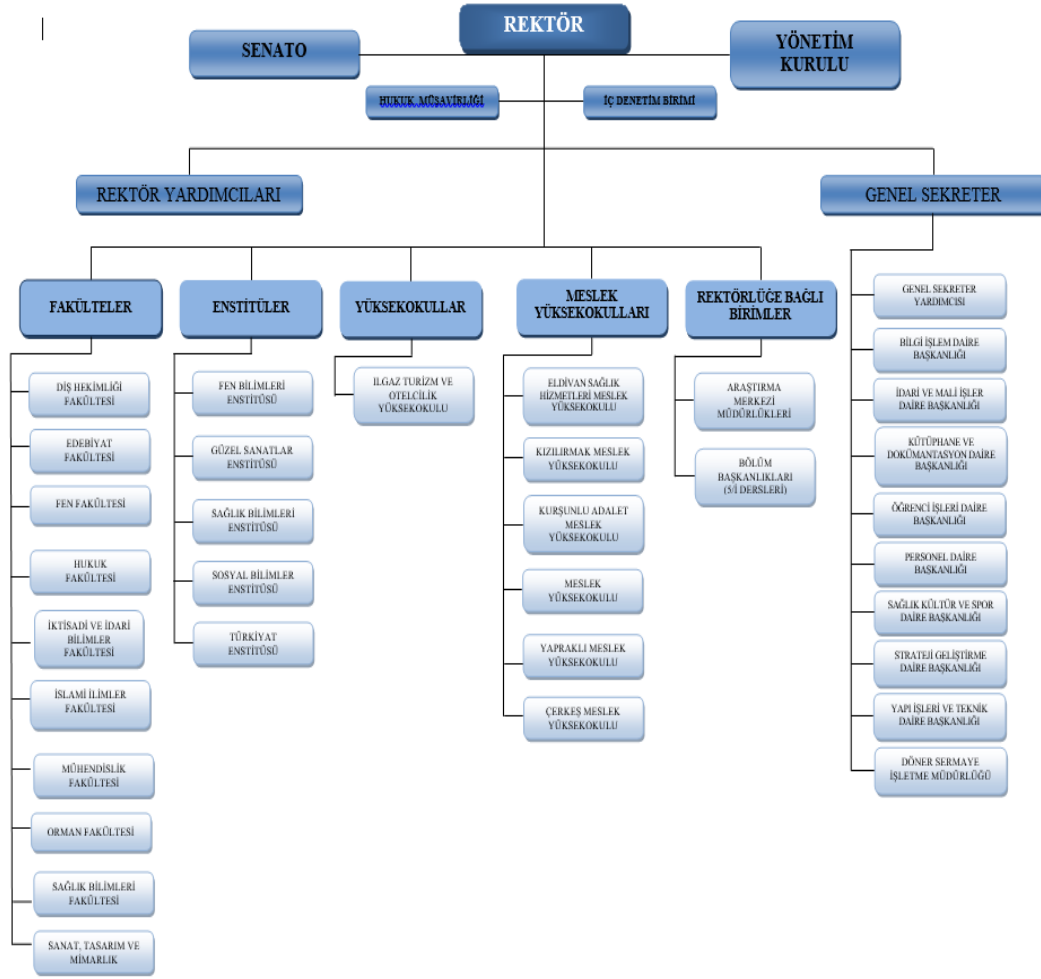 REKTÖR
SENATO
YÖNETİM
KURULU
HUKUK MÜŞAVİRLİĞİ
İÇ DENETİM BİRİMİ
REKTÖR YARDIMCILARI
GENEL SEKRETER
FAKÜLTELER
DİŞ HEKİMLİĞİ
FAKÜLTESİ
EDEBİYAT
FAKÜLTESİ
FEN FAKÜLTESİ
HUKUK
FAKÜLTESİ
İKTİSADİ VE İDARİ
BİLİMLER
FAKÜLTESİ
İSLAMİ İLİMLER
FAKÜLTESİ
MÜHENDİSLİK
FAKÜLTESİ
ORMAN FAKÜLTESİ
SAĞLIK BİLİMLERİ
FAKÜLTESİ
SANAT, TASARIM VE
MİMARLIK
ENSTİTÜLER
FEN BİLİMLERİ
ENSTİTÜSÜ
GÜZEL SANATLAR
ENSTİTÜSÜ
SAĞLIK BİLİMLERİ
ENSTİTÜSÜ
SOSYAL BİLİMLER
ENSTİTÜSÜ
TÜRKİYAT
ENSTİTÜSÜ
YÜKSEKOKULLAR
ILGAZ TURİZM VE
OTELCİLİK
YÜKSEKOKULU
MESLEK
YÜKSEKOKULLARI
ELDİVAN SAĞLIK
HİZMETLERİ MESLEK
YÜKSEKOKULU
KIZILIRMAK MESLEK
YÜKSEKOKULU
KURŞUNLU ADALET
MESLEK
YÜKSEKOKULU
MESLEK
YÜKSEKOKULU
YAPRAKLI MESLEK
YÜKSEKOKULU
ÇERKEŞ MESLEK
YÜKSEKOKULU
REKTÖRLÜĞE BAĞLI
BİRİMLER
ARAŞTIRMA
MERKEZİ
MÜDÜRLÜKLERİ
BÖLÜM
BAŞKANLIKLARI
(5/İ DERSLERİ)
GENEL SEKRETER
YARDIMCISI
BİLGİ İŞLEM DAİRE
BAŞKANLIĞI
İDARİ VE MALİ İŞLER
DAİRE BAŞKANLIĞI
KÜTÜPHANE VE
DOKÜMANTASYON DAİRE
BAŞKANLIĞI
ÖĞRENCİ İŞLERİ DAİRE
BAŞKANLIĞI
PERSONEL DAİRE
BAŞKANLIĞI
SAĞLIK KÜLTÜR VE SPOR
DAİRE BAŞKANLIĞI
STRATEJİ GELİŞTİRME
DAİRE BAŞKANLIĞI
YAPI İŞLERİ VE TEKNİK
DAİRE BAŞKANLIĞI
DÖNER SERMAYE
İŞLETME MÜDÜRLÜĞÜ